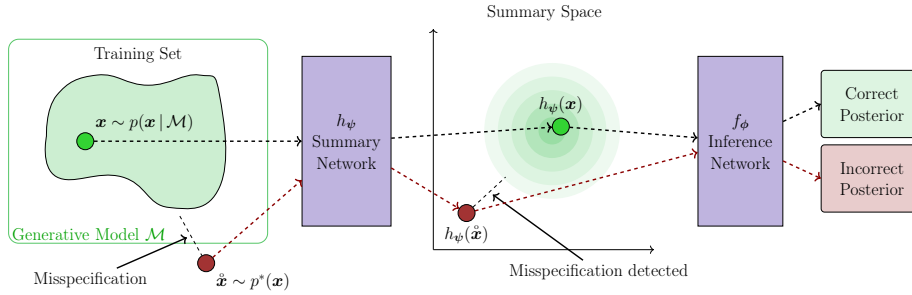 Summary Space
Training Set
x ∼ p(x | M)
Generative Model M
Misspecification
x̊ ∼ p*(x)
h_ψ
Summary
Network
h_ψ(x)
h_ψ(x̊)
Misspecification detected
f_ϕ
Inference
Network
Correct
Posterior
Incorrect
Posterior